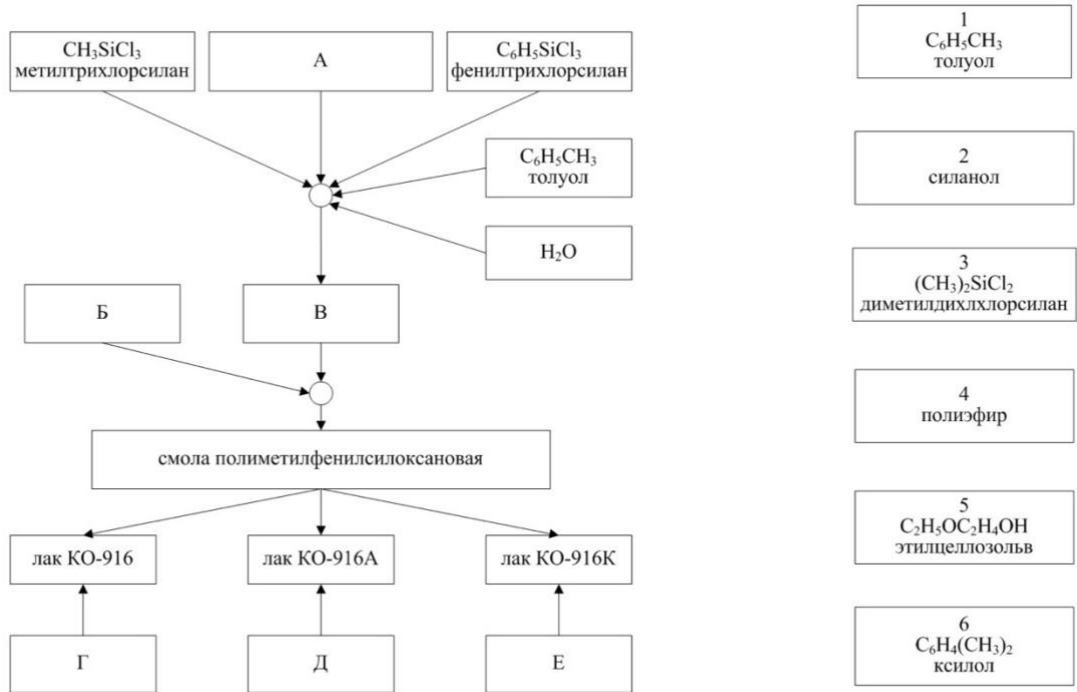 CH₃SiCl₃
метилтрихлорсилан
А
C₆H₅SiCl₃
фенилтрихлорсилан
C₆H₅CH₃
толуол
H₂O
Б
В
смола полиметилфенилсилоксановая
лак КО-916
лак КО-916А
лак КО-916К
Г
Д
Е
1
C₆H₅CH₃
толуол
2
силанол
3
(CH₃)₂SiCl₂
диметилдихлхлорсилан
4
полиэфир
5
C₂H₅OC₂H₄OH
этилцеллозольв
6
C₆H₄(CH₃)₂
ксилол